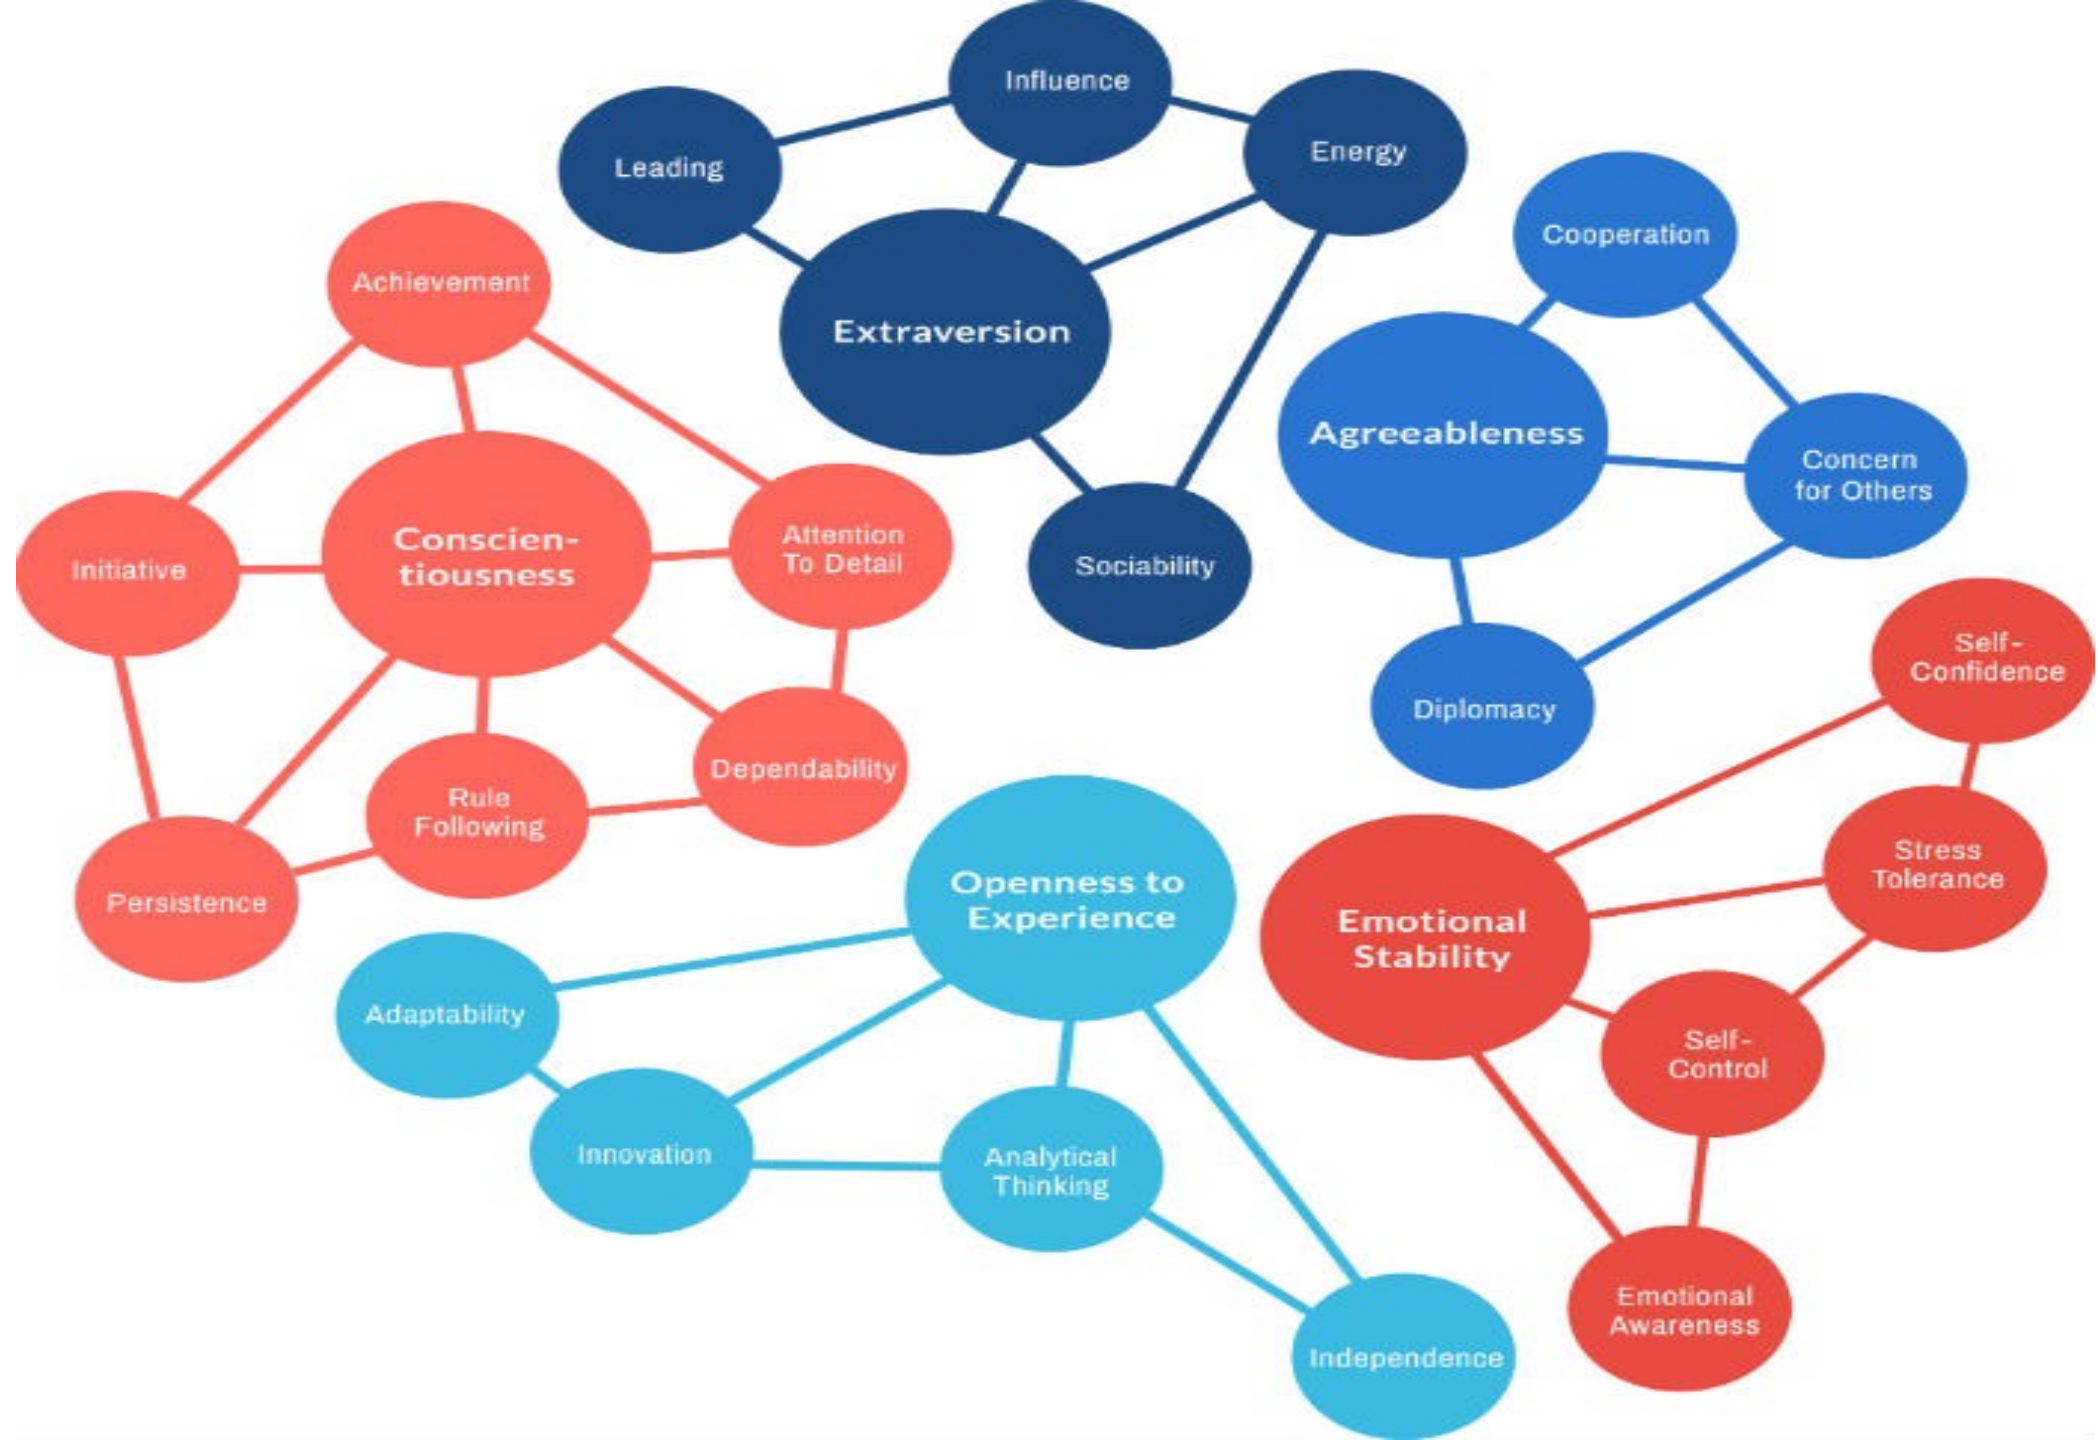 Influence
Leading
Energy
Extraversion
Sociability
Cooperation
Agreeableness
Concern
for Others
Diplomacy
Achievement
Initiative
Conscien-
tiousness
Attention
To Detail
Dependability
Rule
Following
Persistence
Openness to
Experience
Adaptability
Innovation
Analytical
Thinking
Independence
Self-
Confidence
Stress
Tolerance
Emotional
Stability
Self-
Control
Emotional
Awareness